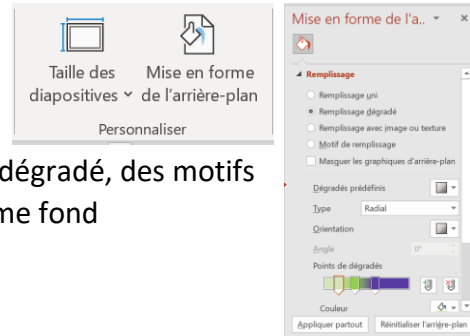 Taille des
diapositives
Mise en forme
de l'arrière-plan
Personnaliser
dégradé, des motifs
me fond
Mise en forme de l'a..
Remplissage
Remplissage uni
Remplissage dégradé
Remplissage avec image ou texture
Motif de remplissage
Masquer les graphiques d'arrière-plan
Dégradés prédéfinis
Type Radial
Orientation
Angle 0°
Points de dégradés
Couleur
Appliquer partout Réinitialiser l'arrière-plan